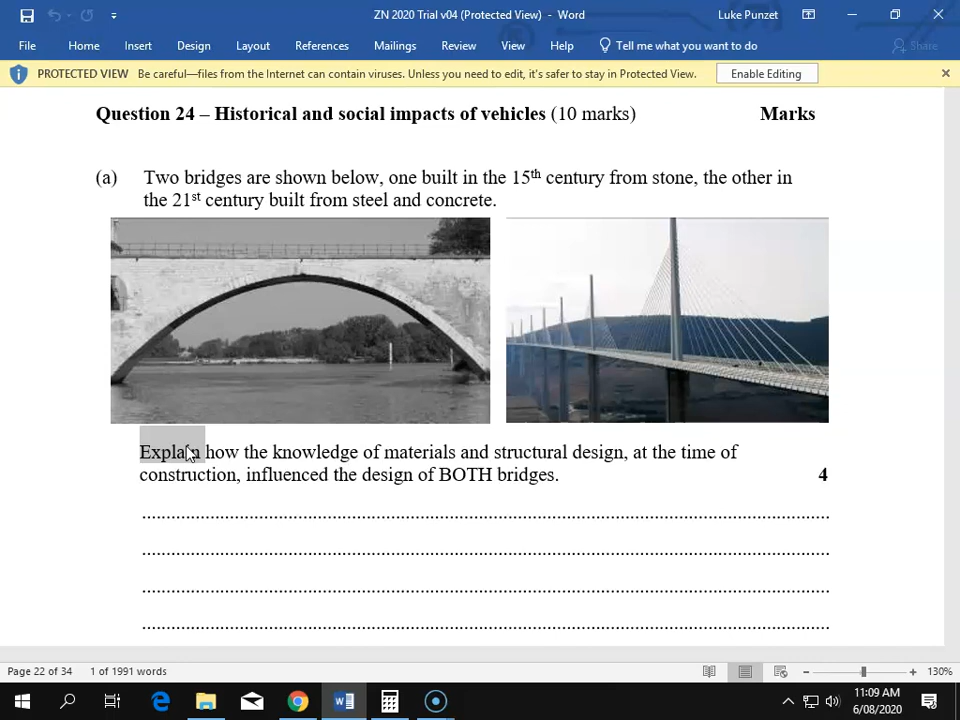 ZN 2020 Trial v04 (Protected View) - Word
Luke Punzet
File Home Insert Design Layout References Mailings Review View Help Tell me what you want to do Share
PROTECTED VIEW Be careful—files from the Internet can contain viruses. Unless you need to edit, it's safer to stay in Protected View. Enable Editing
Question 24 – Historical and social impacts of vehicles (10 marks) Marks
(a) Two bridges are shown below, one built in the 15th century from stone, the other in
the 21st century built from steel and concrete.
Explain how the knowledge of materials and structural design, at the time of
construction, influenced the design of BOTH bridges. 4
Page 22 of 34 1 of 1991 words 130%
11:09 AM
6/08/2020